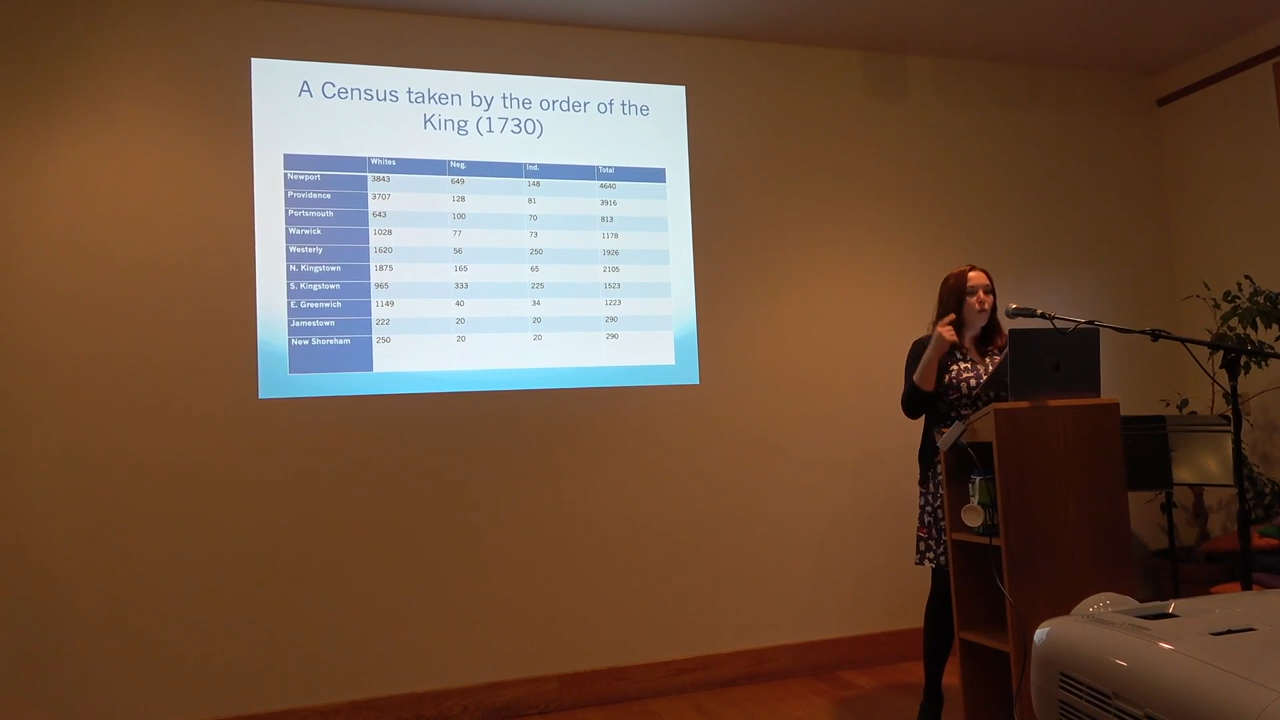 A Census taken by the order of the
King (1730)
Whites Neg. Ind. Total
Newport 3843 649 148 4640
Providence 3707 128 81 3916
Portsmouth 643 100 70 813
Warwick 1028 77 73 1178
Westerly 1620 56 250 1926
N. Kingstown 1875 165 65 2105
S. Kingstown 965 333 225 1523
E. Greenwich 1149 40 34 1223
Jamestown 222 20 20 290
New Shoreham 250 20 20 290